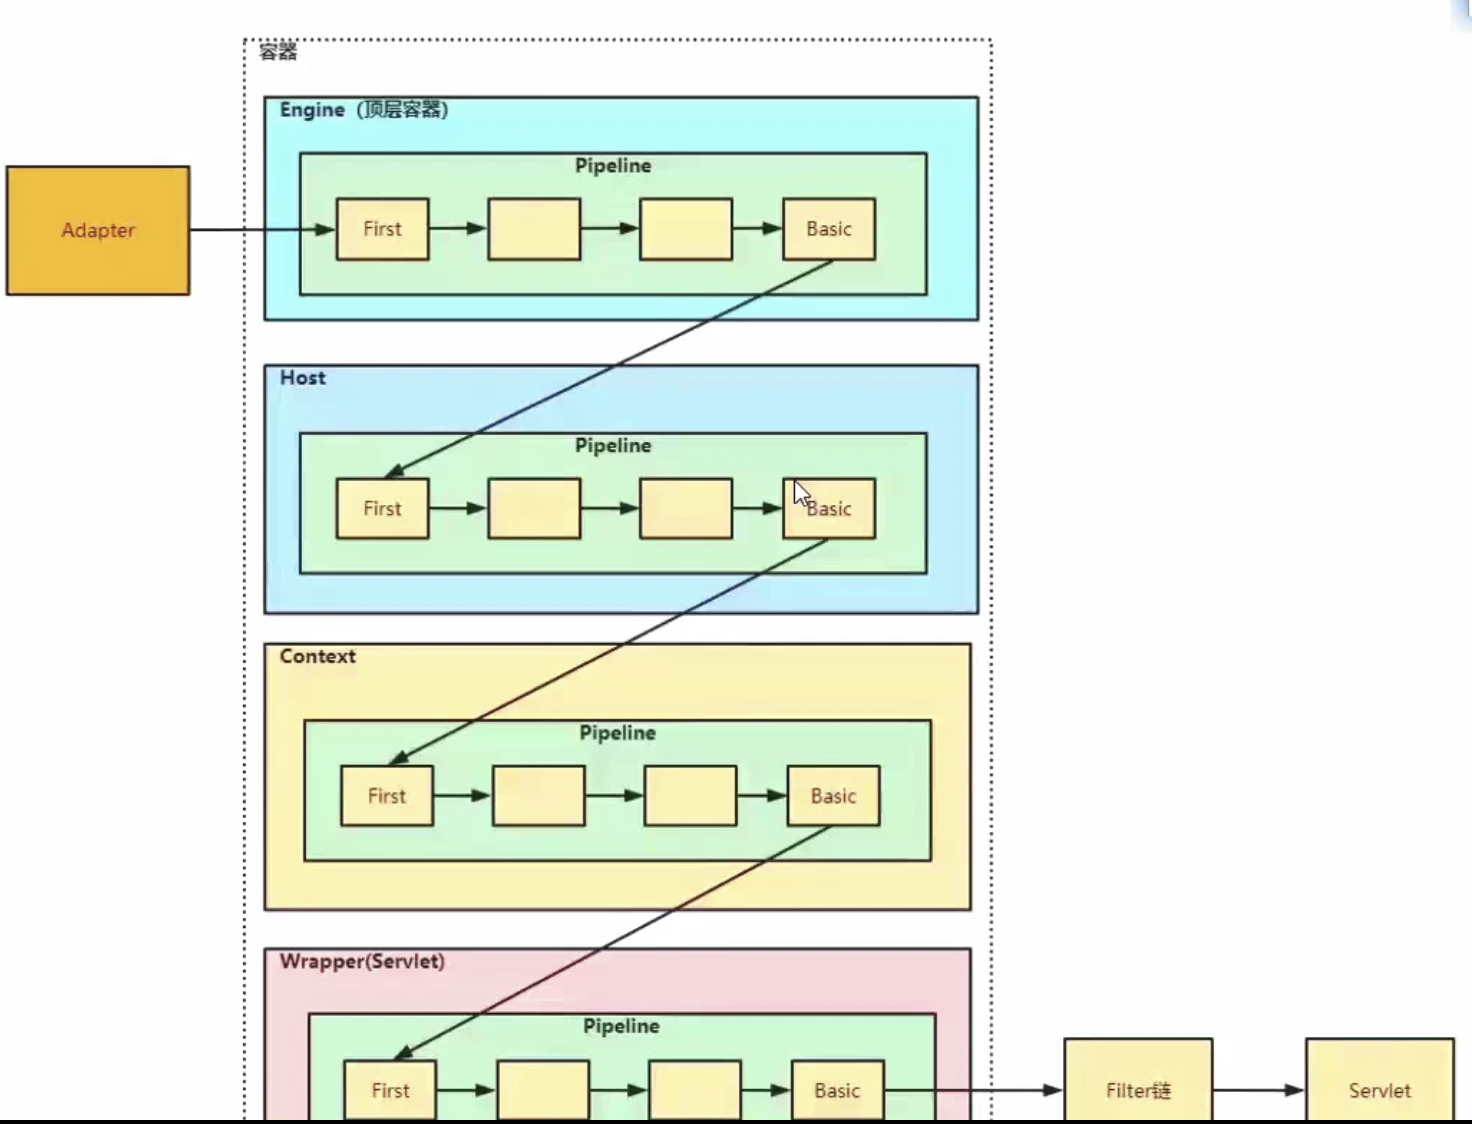 容器
Engine (顶层容器)
Pipeline
Adapter
First
Basic
Host
Pipeline
First
Basic
Context
Pipeline
First
Basic
Wrapper(Servlet)
Pipeline
First
Basic
Filter链
Servlet